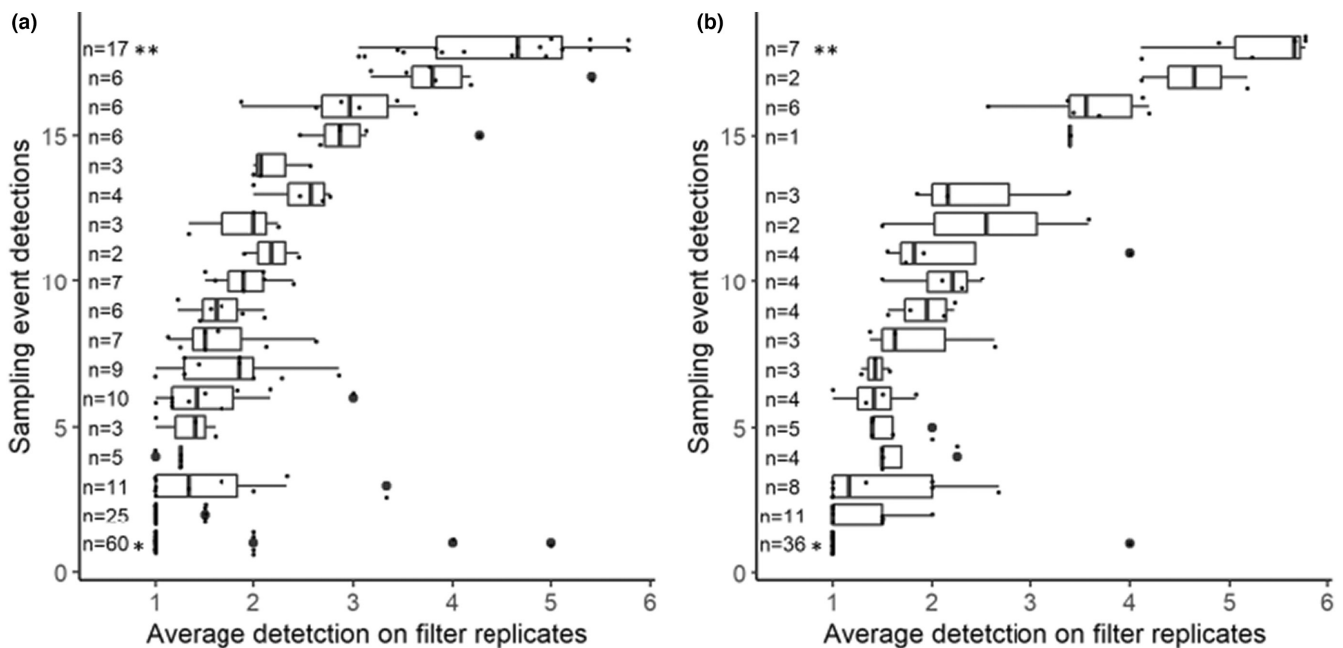 (a)
Sampling event detections
n=17 **
n=6
n=6
n=6
n=3
n=4
n=3
n=2
n=7
n=6
n=7
n=9
n=10
n=3
n=5
n=11
n=25
n=60 *
15
10
5
0
1 2 3 4 5 6
Average detetction on filter replicates
(b)
Sampling event detections
n=7 **
n=2
n=6
n=1
n=3
n=2
n=4
n=4
n=4
n=3
n=3
n=4
n=5
n=4
n=8
n=11
n=36 *
15
10
5
0
1 2 3 4 5 6
Average detetction on filter replicates